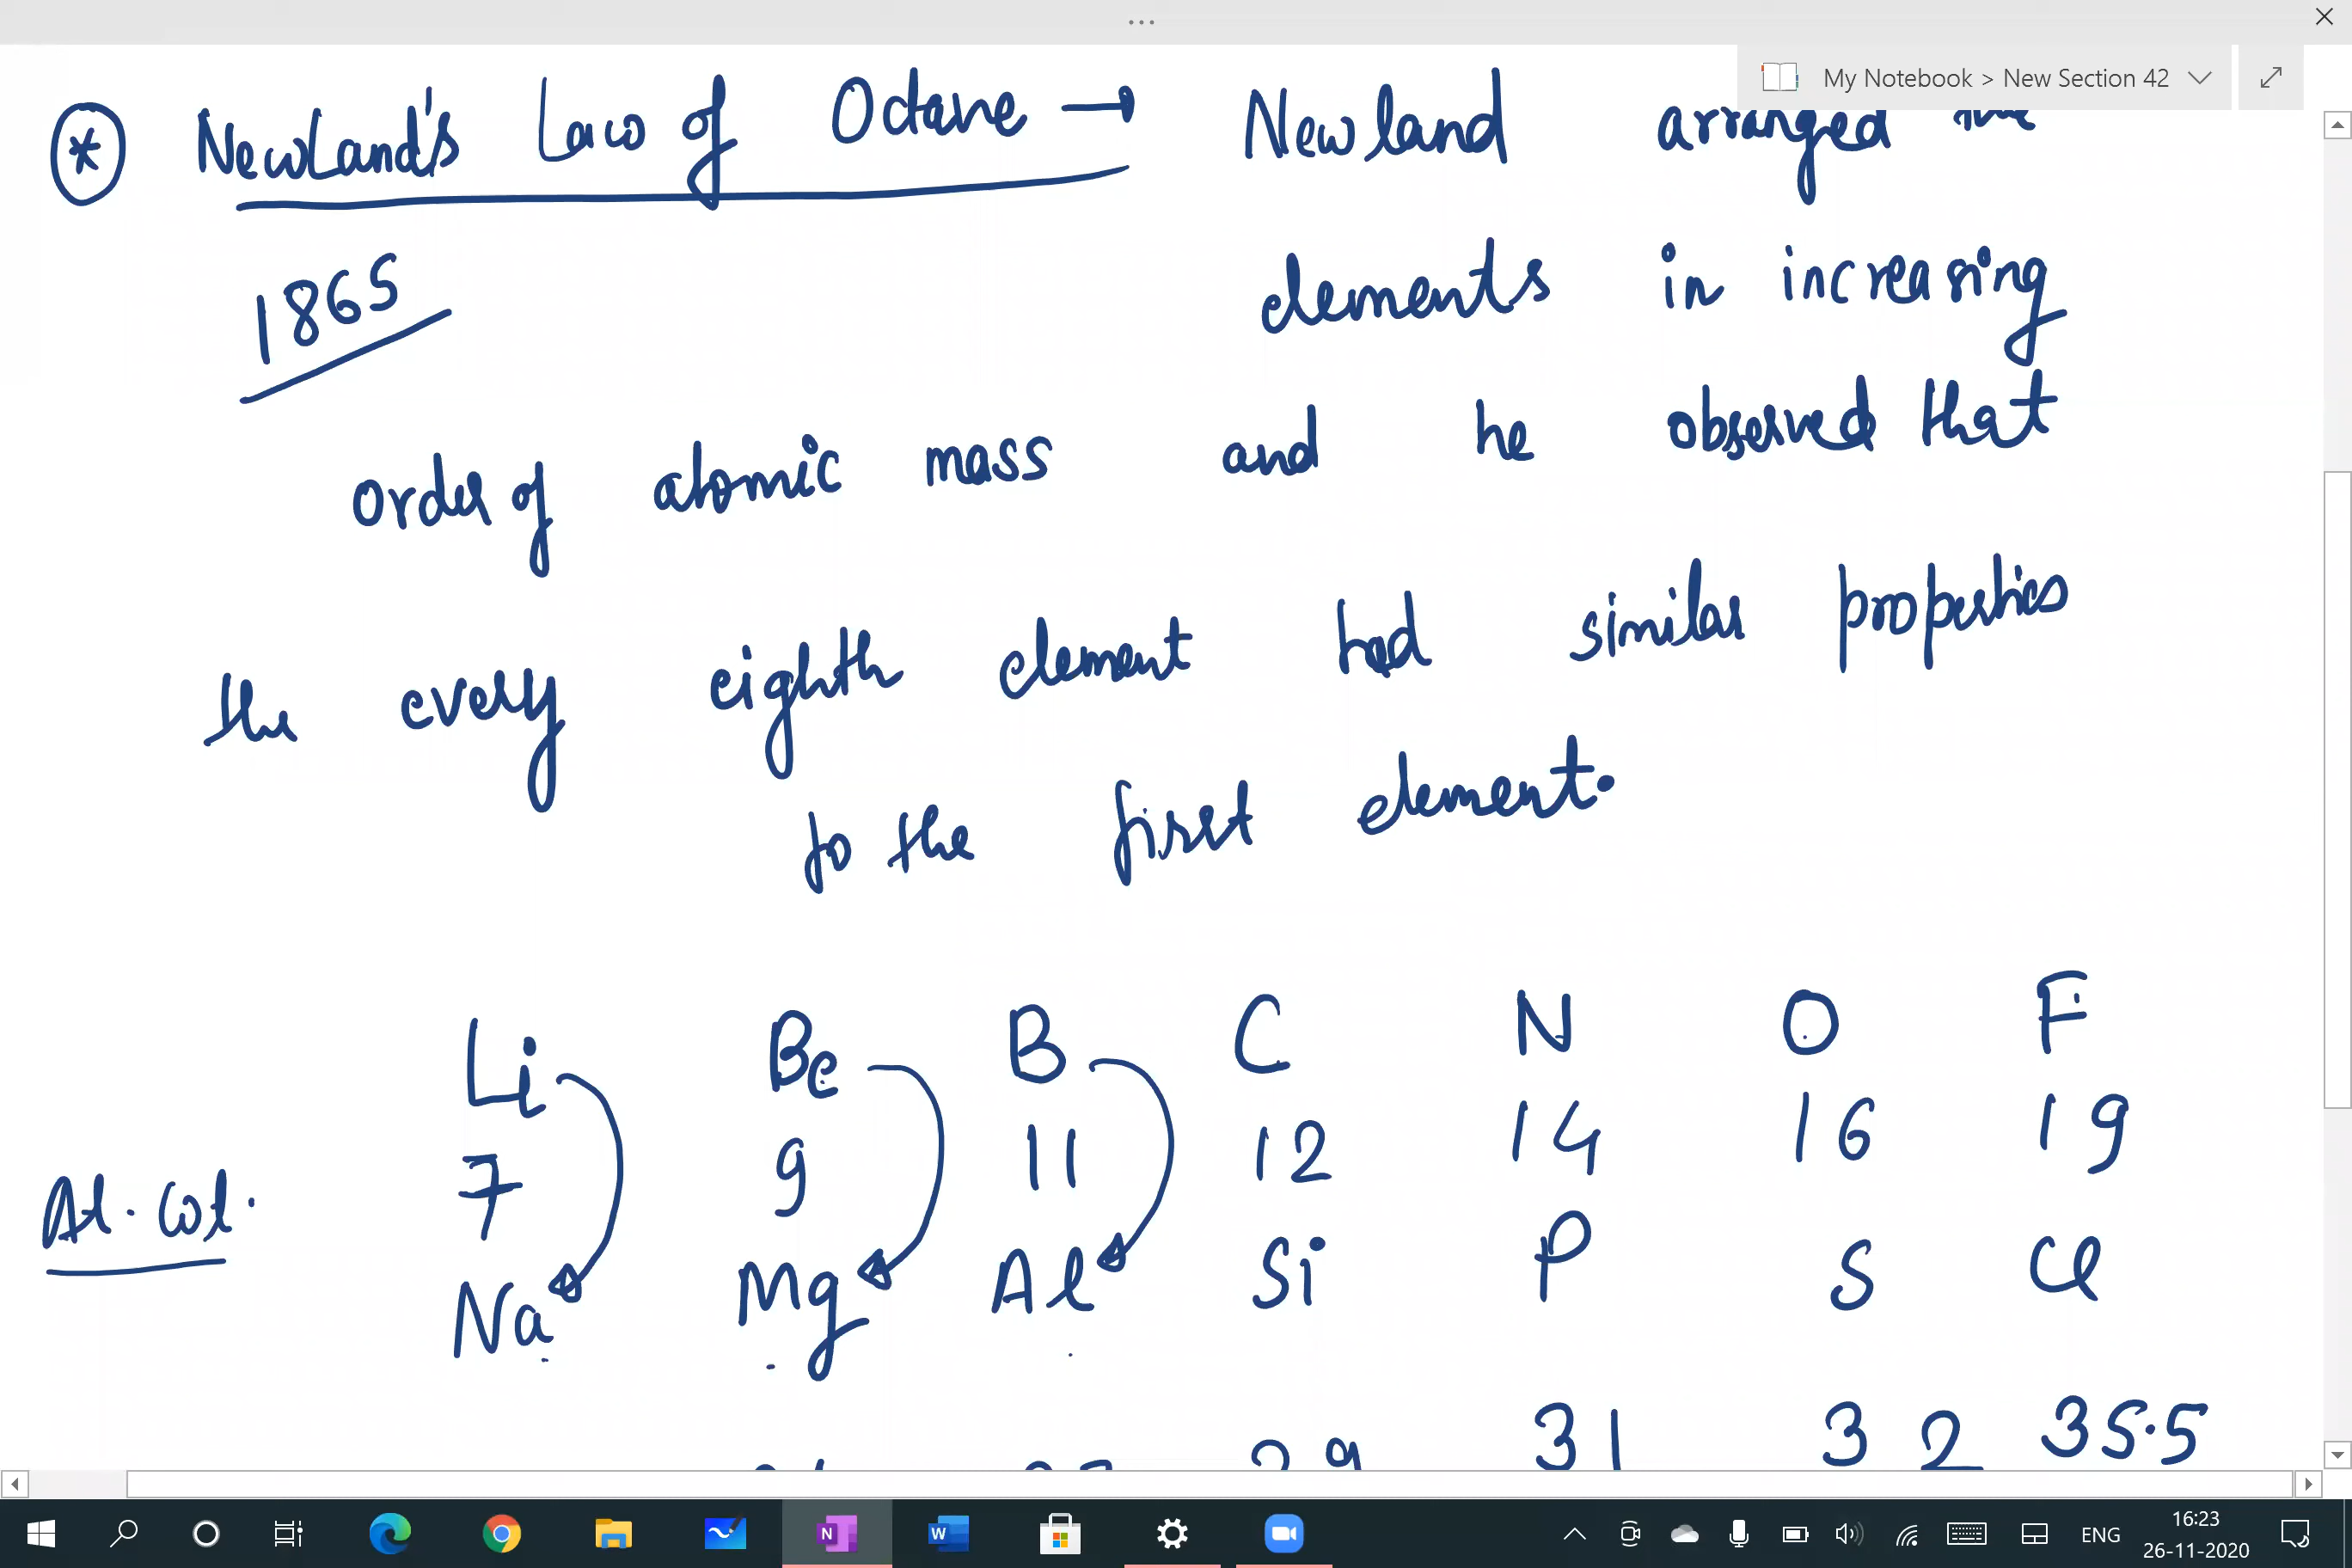 ...
My Notebook > New Section 42
* NewLand's Law of Octane → Newland arranged the
1865 elements in increasing
order of atomic mass and he observed that
the every eighth element had similar properties
to the first element.
Li Be B C N O F
At. wt. 7 9 11 12 14 16 19
Na Mg Al Si P S Cl
31 32 35.5
ENG
16:23
26-11-2020